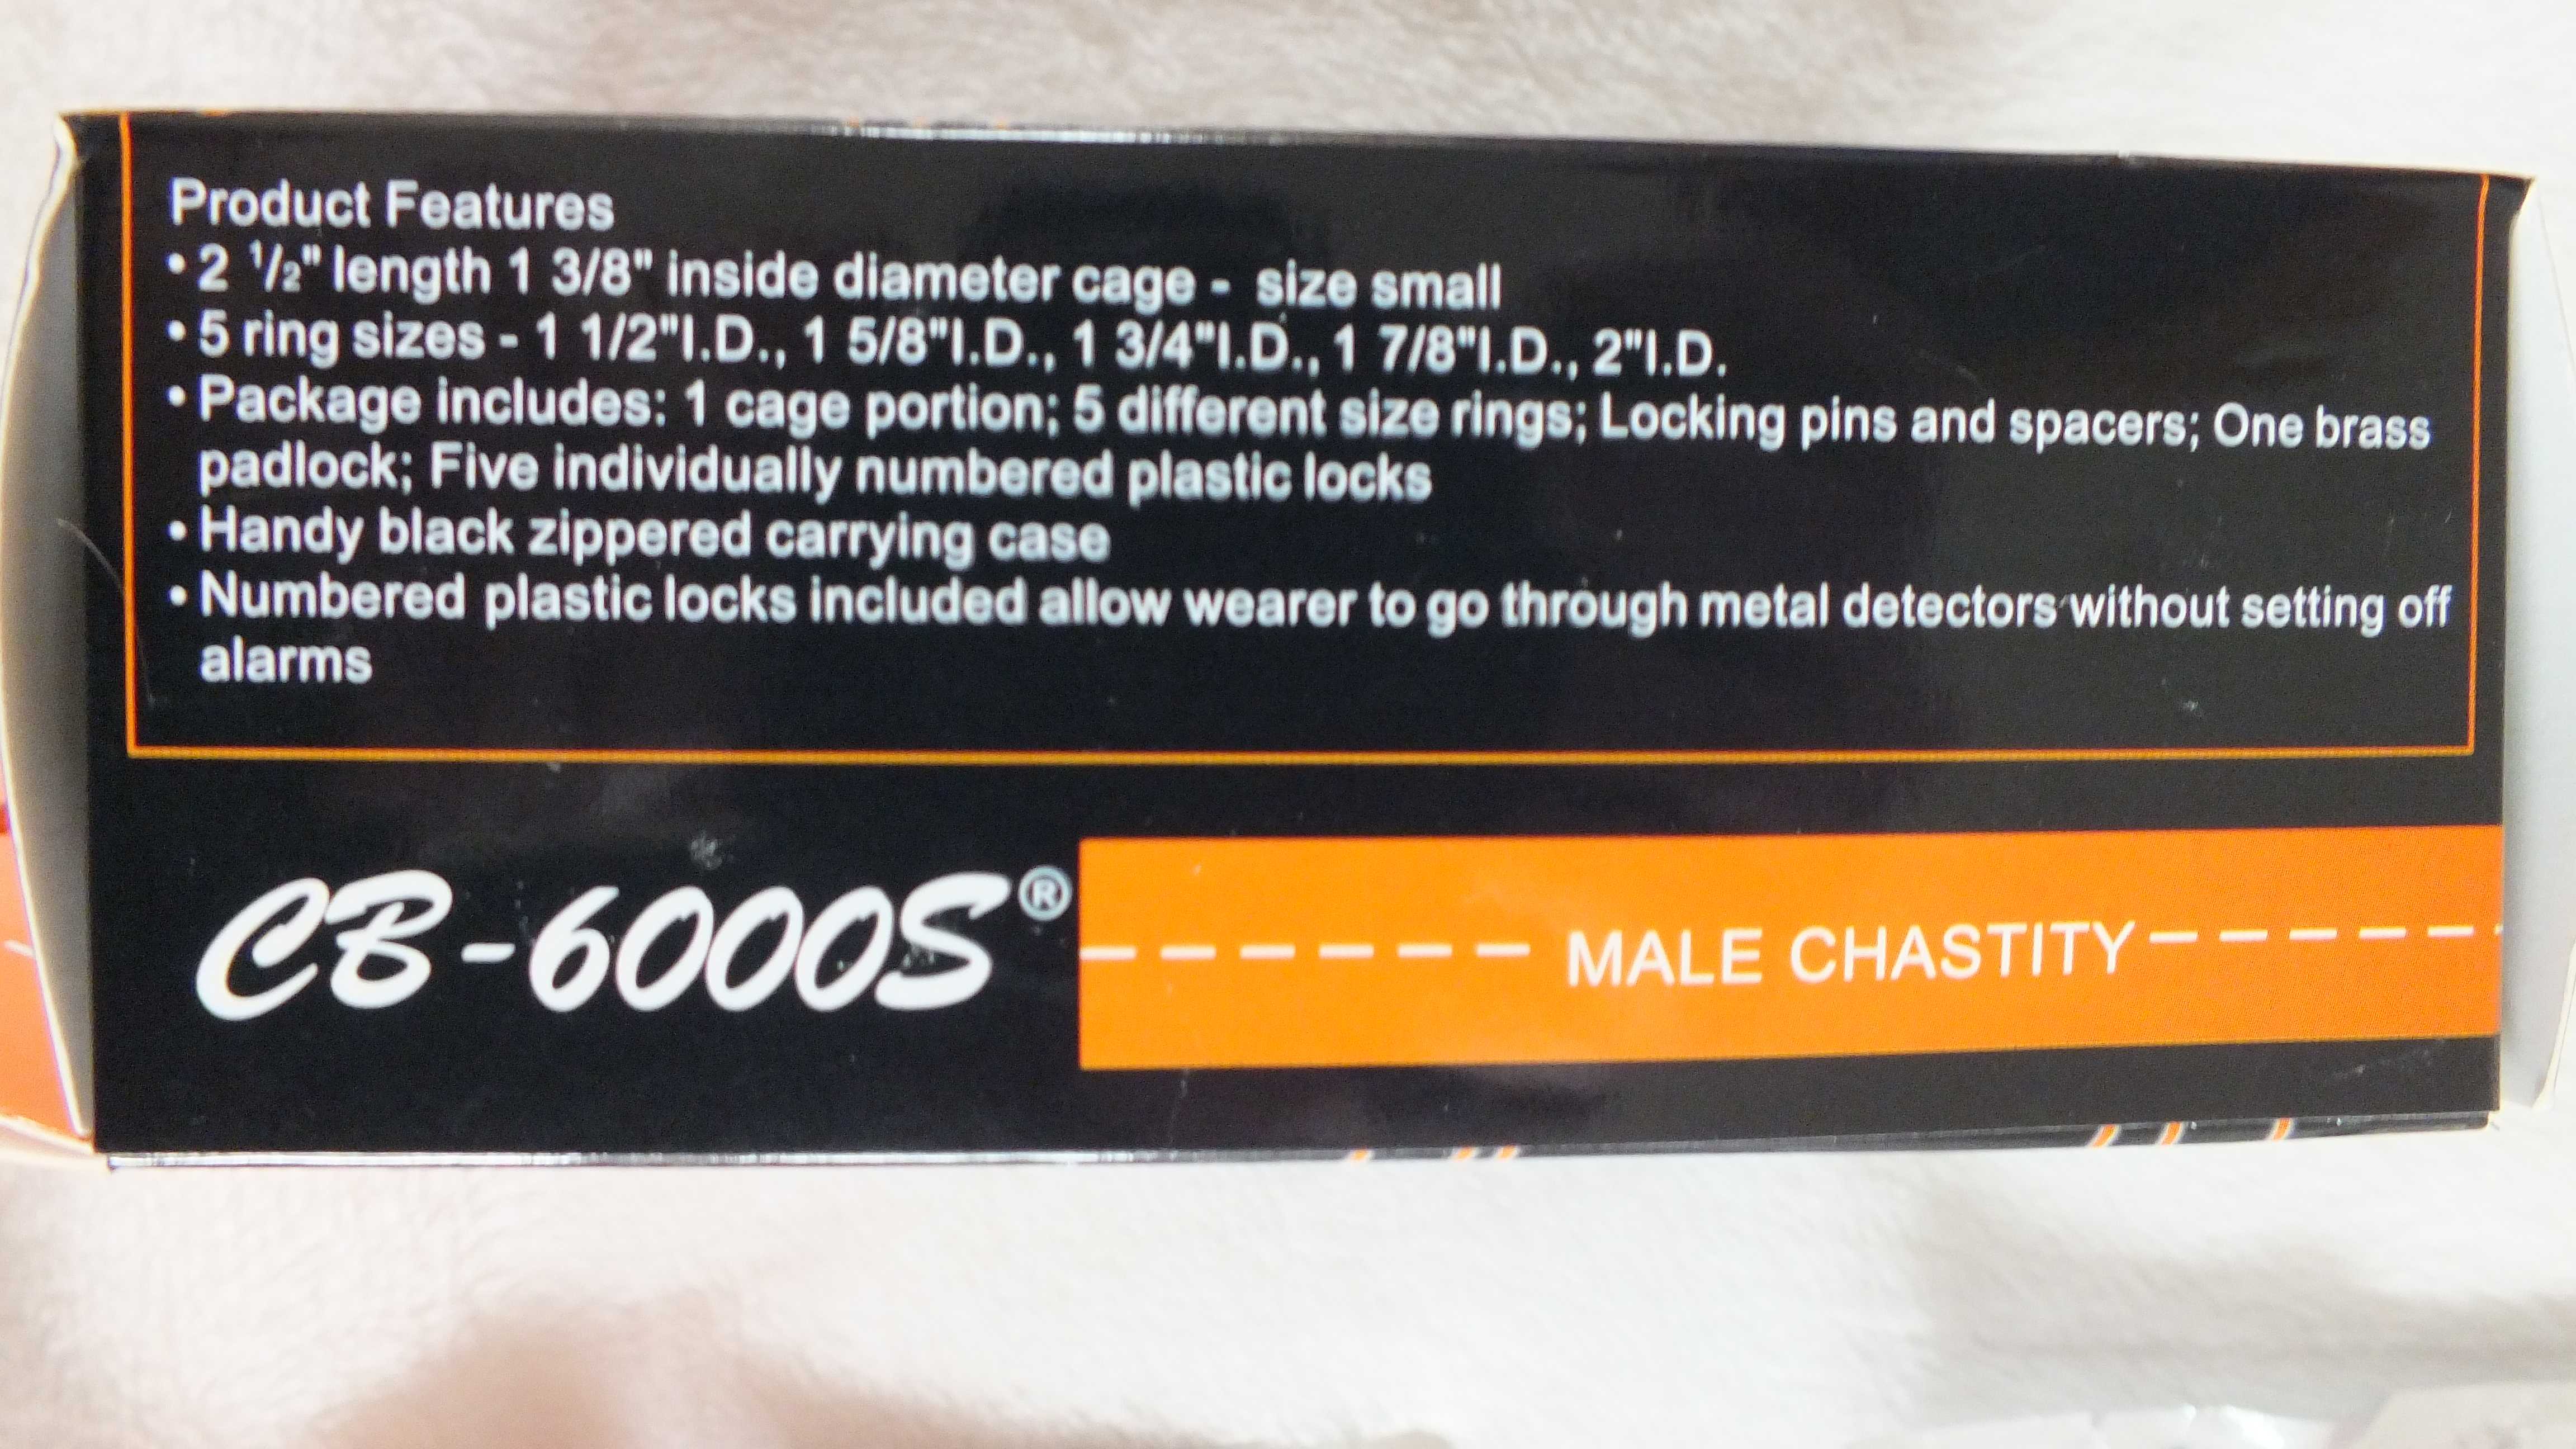 Product Features
• 2 ½" length 1 3/8" inside diameter cage - size small
• 5 ring sizes - 1 1/2"I.D., 1 5/8"I.D., 1 3/4"I.D., 1 7/8"I.D., 2"I.D.
• Package includes: 1 cage portion; 5 different size rings; Locking pins and spacers; One brass
padlock; Five individually numbered plastic locks
• Handy black zippered carrying case
• Numbered plastic locks included allow wearer to go through metal detectors without setting off
alarms
CB-6000S®
MALE CHASTITY